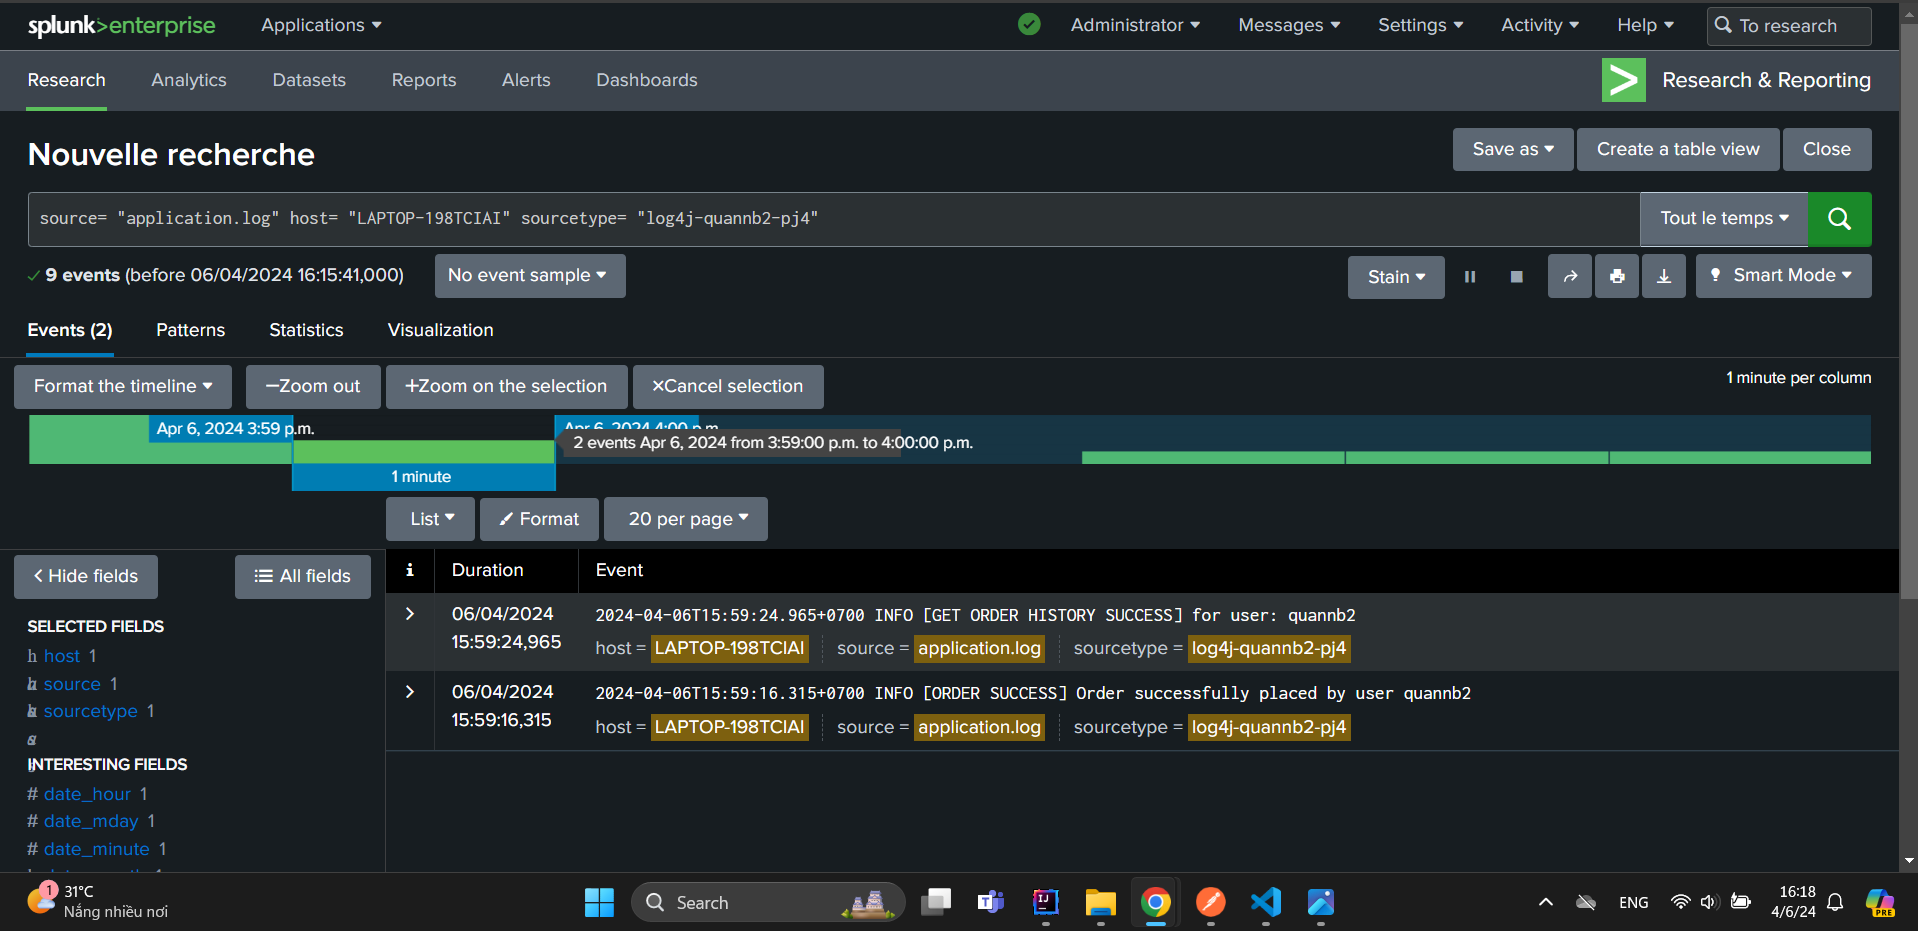 splunk>enterprise Applications Administrator Messages Settings Activity Help To research
Research Analytics Datasets Reports Alerts Dashboards Research & Reporting
Nouvelle recherche Save as Create a table view Close
source= "application.log" host= "LAPTOP-198TCIAI" sourcetype= "log4j-quannb2-pj4" Tout le temps
9 events (before 06/04/2024 16:15:41,000) No event sample Stain Smart Mode
Events (2) Patterns Statistics Visualization
Format the timeline —Zoom out +Zoom on the selection ×Cancel selection 1 minute per column
Apr 6, 2024 3:59 p.m. Apr 6, 2024 4:00 p.m.
2 events Apr 6, 2024 from 3:59:00 p.m. to 4:00:00 p.m.
1 minute
List Format 20 per page
Hide fields All fields
i Duration Event
SELECTED FIELDS
h host 1
source 1
sourcetype 1
INTERESTING FIELDS
# date_hour 1
# date_mday 1
# date_minute 1
06/04/2024 15:59:24,965
2024-04-06T15:59:24.965+0700 INFO [GET ORDER HISTORY SUCCESS] for user: quannb2
host = LAPTOP-198TCIAI source = application.log sourcetype = log4j-quannb2-pj4
06/04/2024 15:59:16,315
2024-04-06T15:59:16.315+0700 INFO [ORDER SUCCESS] Order successfully placed by user quannb2
host = LAPTOP-198TCIAI source = application.log sourcetype = log4j-quannb2-pj4
1 31°C
Nắng nhiều nơi
Search
ENG
16:18
4/6/24
PRE